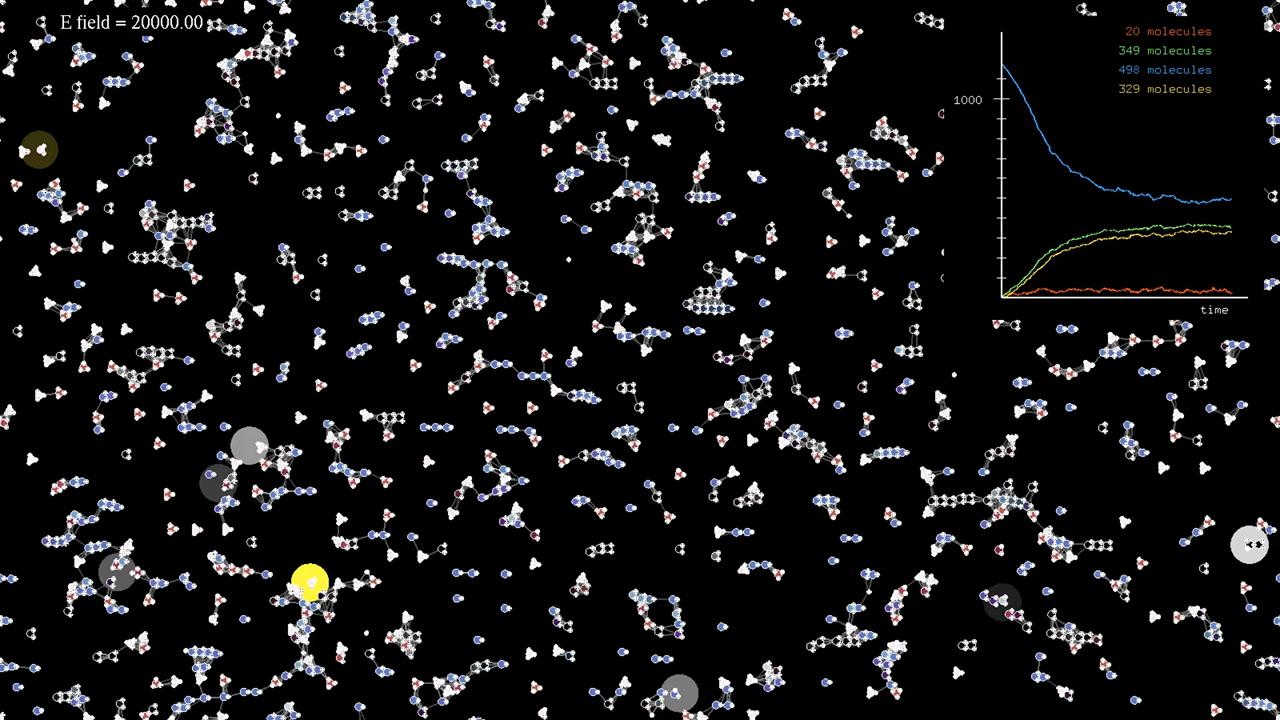 E field = 20000.00
20 molecules
349 molecules
498 molecules
329 molecules
1000
time